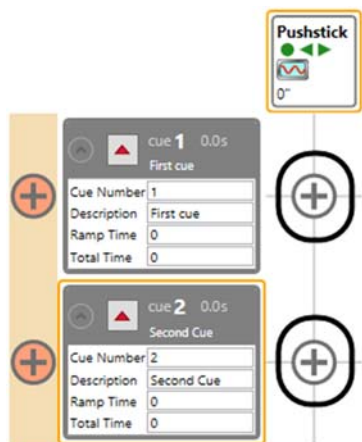 Pushstick
0"
cue 1 0.0s
First cue
Cue Number 1
Description First cue
Ramp Time 0
Total Time 0
cue 2 0.0s
Second Cue
Cue Number 2
Description Second Cue
Ramp Time 0
Total Time 0